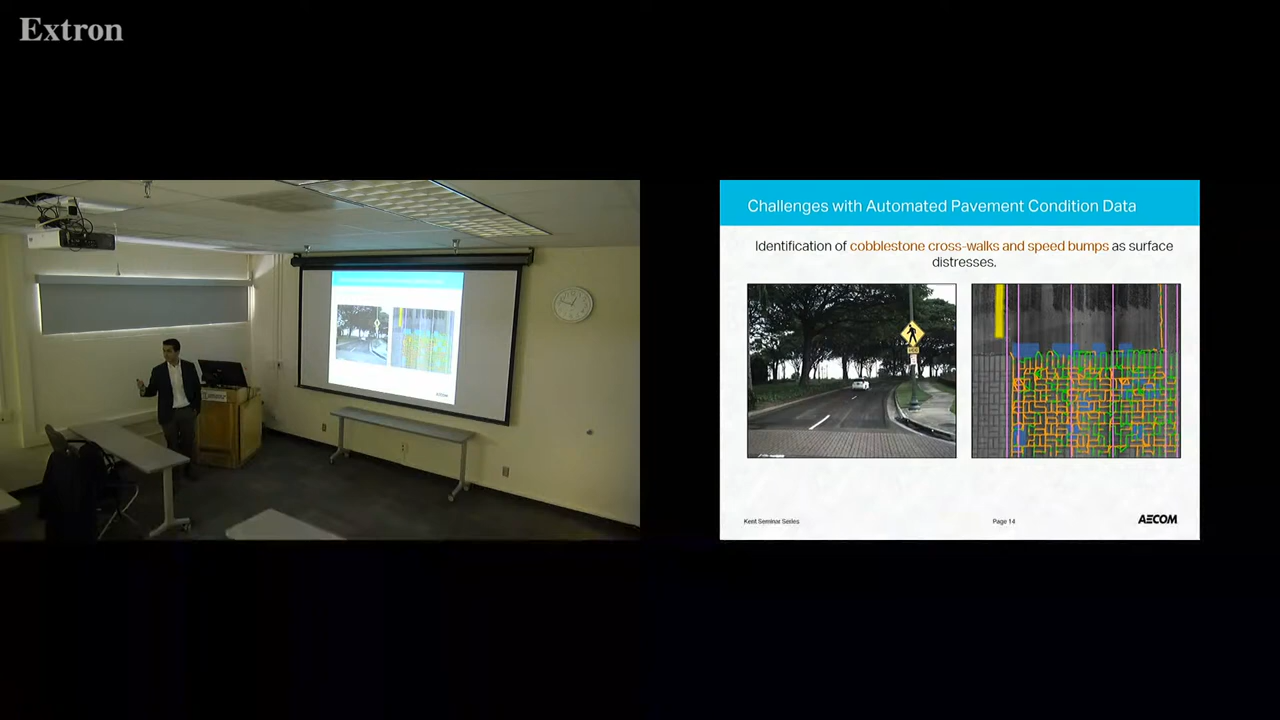 Extron
Challenges with Automated Pavement Condition Data
Identification of cobblestone cross-walks and speed bumps as surface
distresses.
Kent Seminar Series
Page 14
AECOM